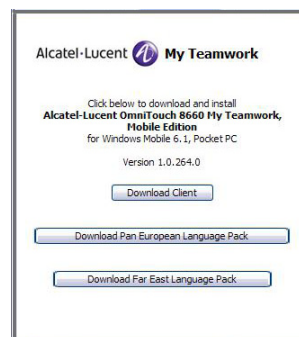 Alcatel·Lucent My Teamwork
Click below to download and install
Alcatel-Lucent OmniTouch 8660 My Teamwork,
Mobile Edition
for Windows Mobile 6.1, Pocket PC
Version 1.0.264.0
Download Client
Download Pan European Language Pack
Download Far East Language Pack